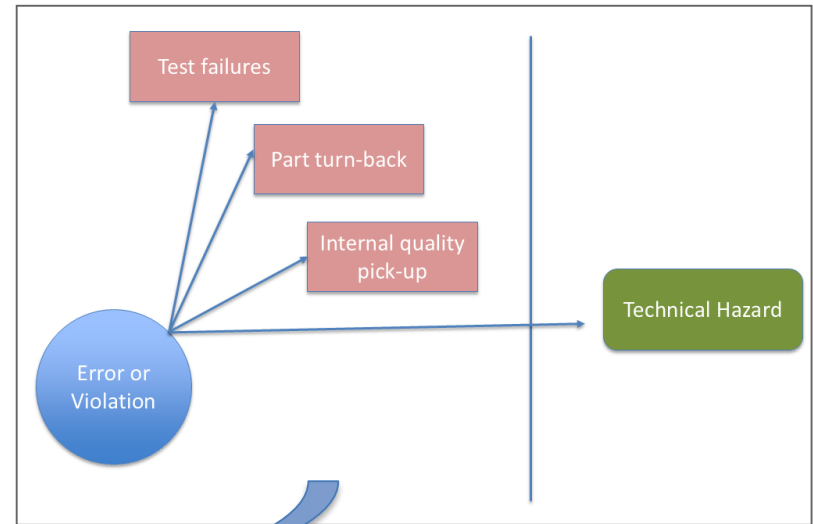 Test failures
Part turn-back
Internal quality
pick-up
Technical Hazard
Error or
Violation